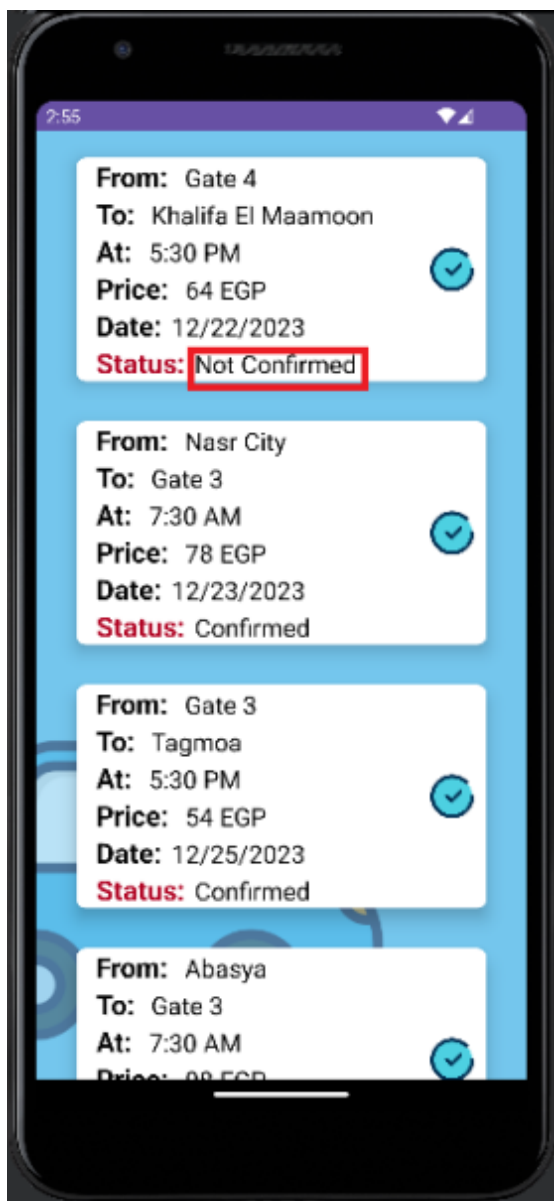 2:55
From: Gate 4
To: Khalifa El Maamoon
At: 5:30 PM
Price: 64 EGP
Date: 12/22/2023
Status: Not Confirmed
From: Nasr City
To: Gate 3
At: 7:30 AM
Price: 78 EGP
Date: 12/23/2023
Status: Confirmed
From: Gate 3
To: Tagmoa
At: 5:30 PM
Price: 54 EGP
Date: 12/25/2023
Status: Confirmed
From: Abasya
To: Gate 3
At: 7:30 AM
Price: 98 EGP